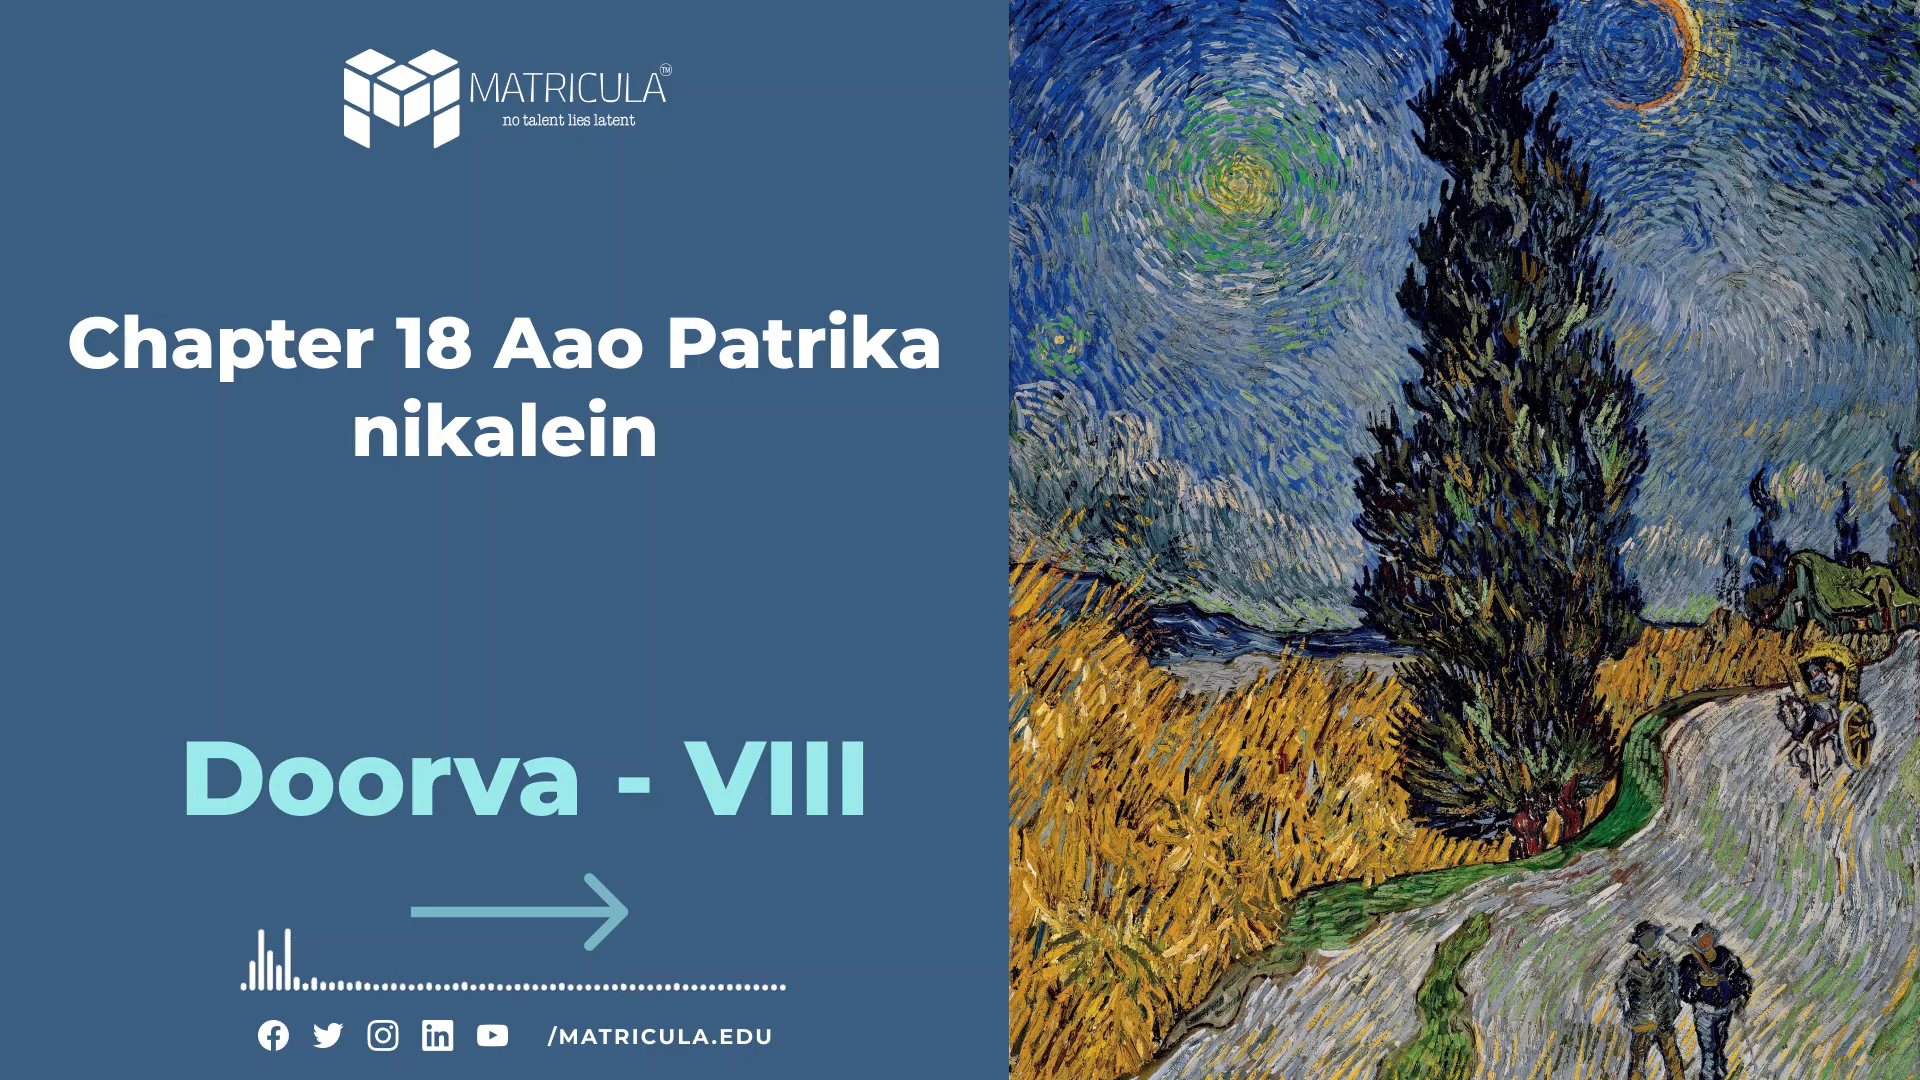 MATRICULA™
no talent lies latent
Chapter 18 Aao Patrika
nikalein
Doorva - VIII
/MATRICULA.EDU